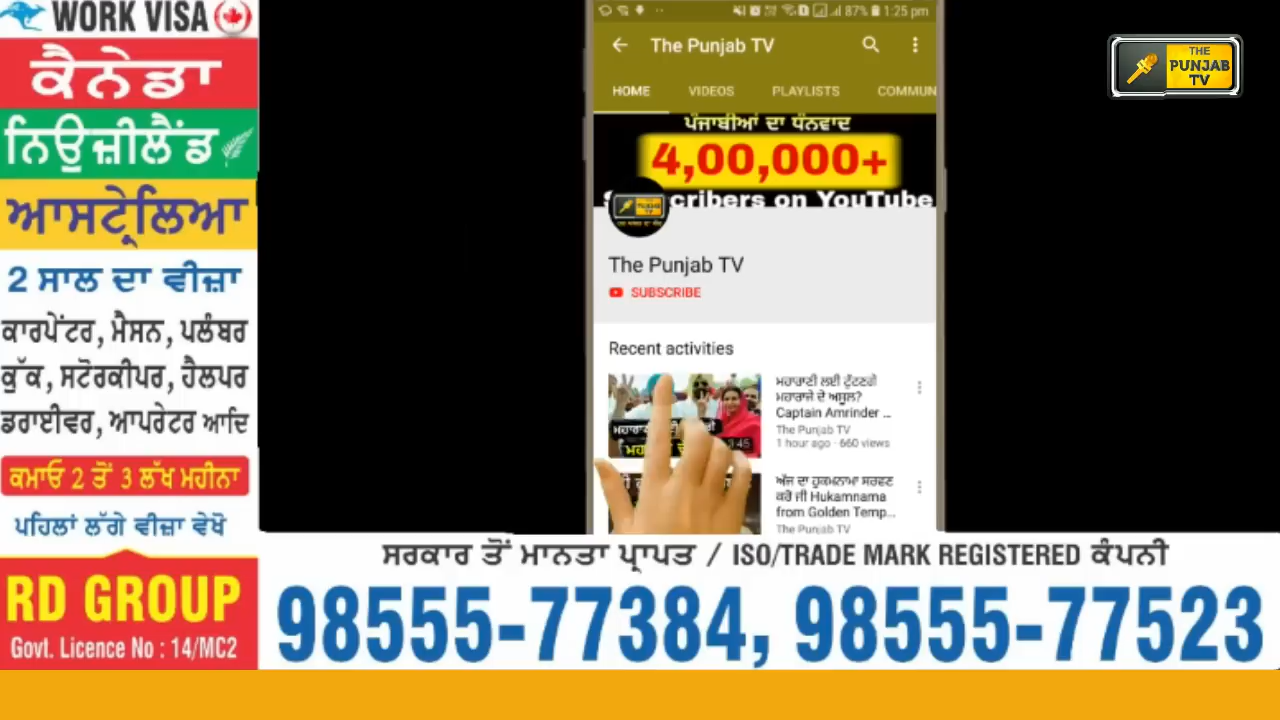 WORK VISA
ਕੈਨੇਡਾ
ਨਿਊਜ਼ੀਲੈਂਡ
ਆਸਟ੍ਰੇਲਿਆ
2 ਸਾਲ ਦਾ ਵੀਜ਼ਾ
ਕਾਰਪੇਂਟਰ, ਮੈਸਨ, ਪਲੰਬਰ
ਕੁੱਕ, ਸਟੋਰਕੀਪਰ, ਹੈਲਪਰ
ਡਰਾਈਵਰ, ਆਪਰੇਟਰ ਆਦਿ
ਕਮਾਓ 2 ਤੋਂ 3 ਲੱਖ ਮਹੀਨਾ
ਪਹਿਲਾਂ ਲੱਗੇ ਵੀਜ਼ਾ ਵੇਖੋ
RD GROUP
Govt. Licence No : 14/MC2
87% 1:25 pm
The Punjab TV
HOME VIDEOS PLAYLISTS COMMUN
ਪੰਜਾਬੀਆਂ ਦਾ ਧੰਨਵਾਦ
4,00,000+
cribers on YouTube
THE PUNJAB TV
The Punjab TV
SUBSCRIBE
Recent activities
ਮਹਾਰਾਣੀ ਲਈ ਟੁੱਟਣਗੇ
ਮਹਾਰਾਜੇ ਦੇ ਅਸੂਲ?
Captain Amrinder ...
The Punjab TV
1 hour ago · 660 views
3:45
ਅੱਜ ਦਾ ਹੁਕਮਨਾਮਾ ਸਰਵਣ
ਕਰੋ ਜੀ Hukamnama
from Golden Temp...
The Punjab TV
THE
PUNJAB
TV
ਸਰਕਾਰ ਤੋਂ ਮਾਨਤਾ ਪ੍ਰਾਪਤ / ISO/TRADE MARK REGISTERED ਕੰਪਨੀ
98555-77384, 98555-77523